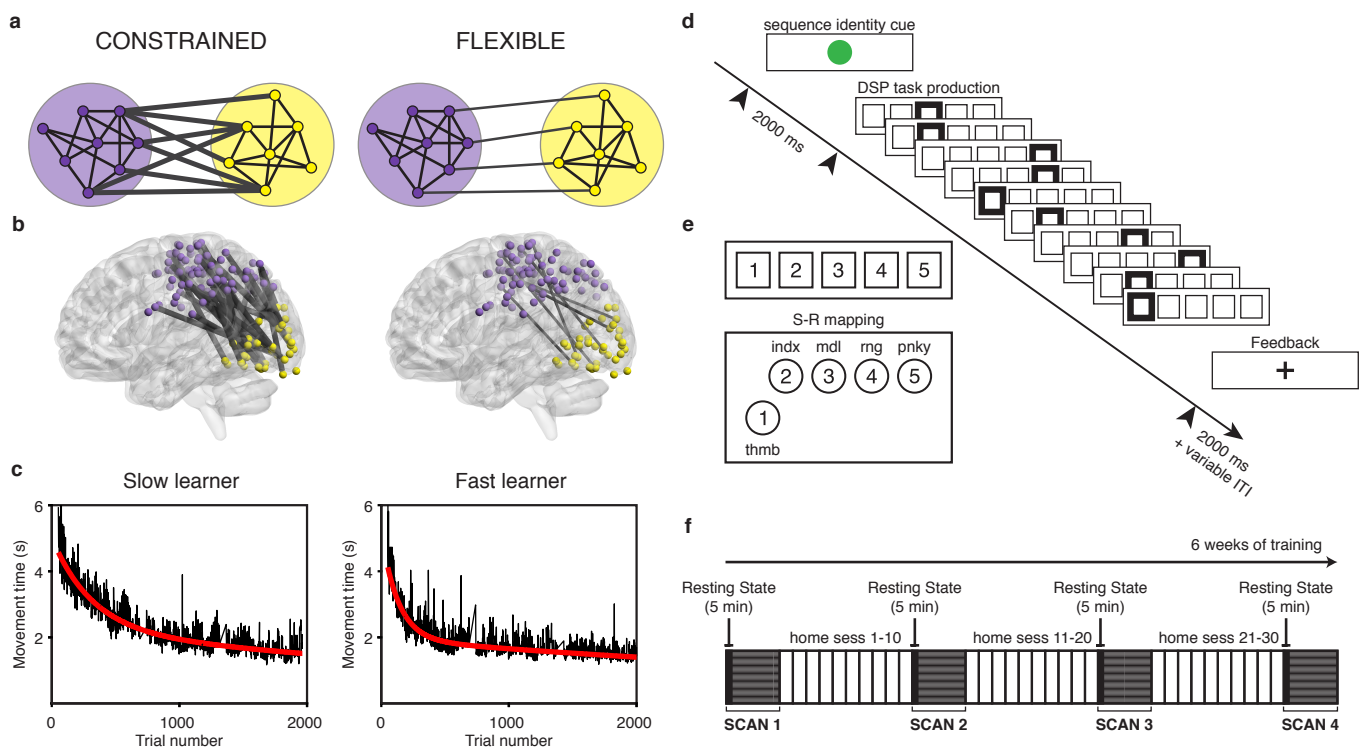 a
CONSTRAINED
FLEXIBLE
b
c
Slow learner
Fast learner
Movement time (s)
6
4
2
0
1000
2000
Trial number
Movement time (s)
6
4
2
0
1000
2000
Trial number
d
sequence identity cue
DSP task production
2000 ms
Feedback
+
2000 ms
+ variable ITI
e
1 2 3 4 5
S-R mapping
indx mdl rng pnky
2 3 4 5
1
thmb
f
6 weeks of training
Resting State Resting State Resting State Resting State
(5 min) (5 min) (5 min) (5 min)
home sess 1-10 home sess 11-20 home sess 21-30
SCAN 1 SCAN 2 SCAN 3 SCAN 4